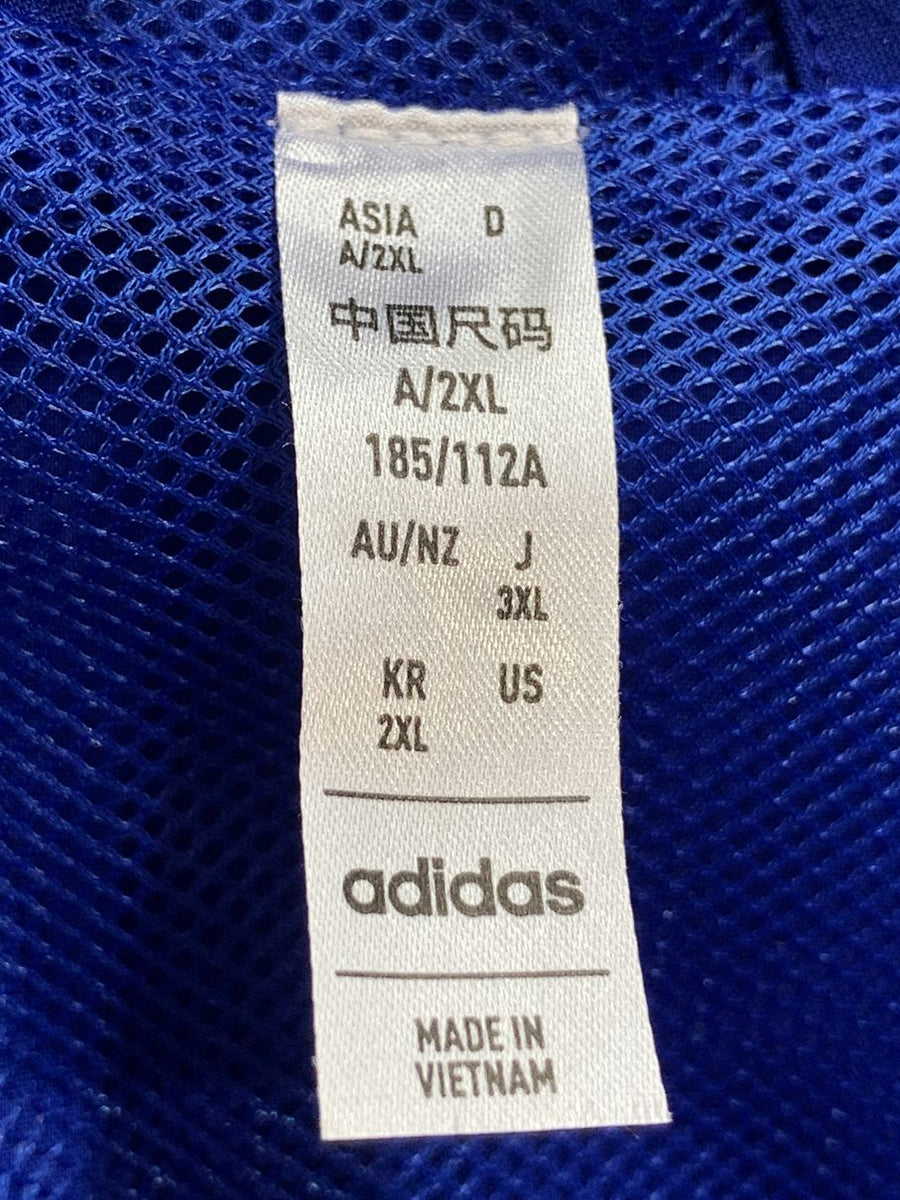 ASIA D
A/2XL
中国尺码
A/2XL
185/112A
AU/NZ J
3XL
KR US
2XL
adidas
MADE IN
VIETNAM